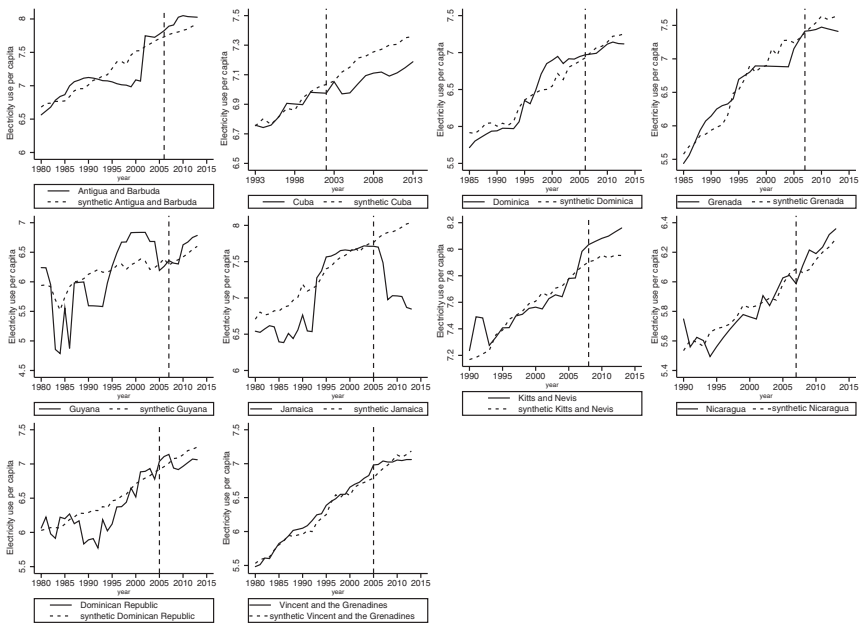 Electricity use per capita
8
7.5
7
6.5
6
1980 1985 1990 1995 2000 2005 2010 2015
year
Antigua and Barbuda
synthetic Antigua and Barbuda
Electricity use per capita
7.5
7.3
7.1
6.9
6.7
6.5
1993 1998 2003 2008 2013
year
Cuba synthetic Cuba
Electricity use per capita
7.5
7
6.5
6
5.5
1985 1990 1995 2000 2005 2010 2015
year
Dominica synthetic Dominica
Electricity use per capita
7.5
7
6.5
6
5.5
1985 1990 1995 2000 2005 2010 2015
year
Grenada synthetic Grenada
Electricity use per capita
7
6.5
6
5.5
5
4.5
1980 1985 1990 1995 2000 2005 2010 2015
year
Guyana synthetic Guyana
Electricity use per capita
8
7.5
7
6.5
6
1980 1985 1990 1995 2000 2005 2010 2015
year
Jamaica synthetic Jamaica
Electricity use per capita
8.2
8
7.8
7.6
7.4
7.2
1990 1995 2000 2005 2010 2015
year
Kitts and Nevis
synthetic Kitts and Nevis
Electricity use per capita
6.4
6.2
6
5.8
5.6
5.4
1990 1995 2000 2005 2010 2015
year
Nicaragua synthetic Nicaragua
Electricity use per capita
7.5
7
6.5
6
5.5
1980 1985 1990 1995 2000 2005 2010 2015
year
Dominican Republic
synthetic Dominican Republic
Electricity use per capita
7.5
7
6.5
6
5.5
1980 1985 1990 1995 2000 2005 2010 2015
year
Vincent and the Grenadines
synthetic Vincent and the Grenadines